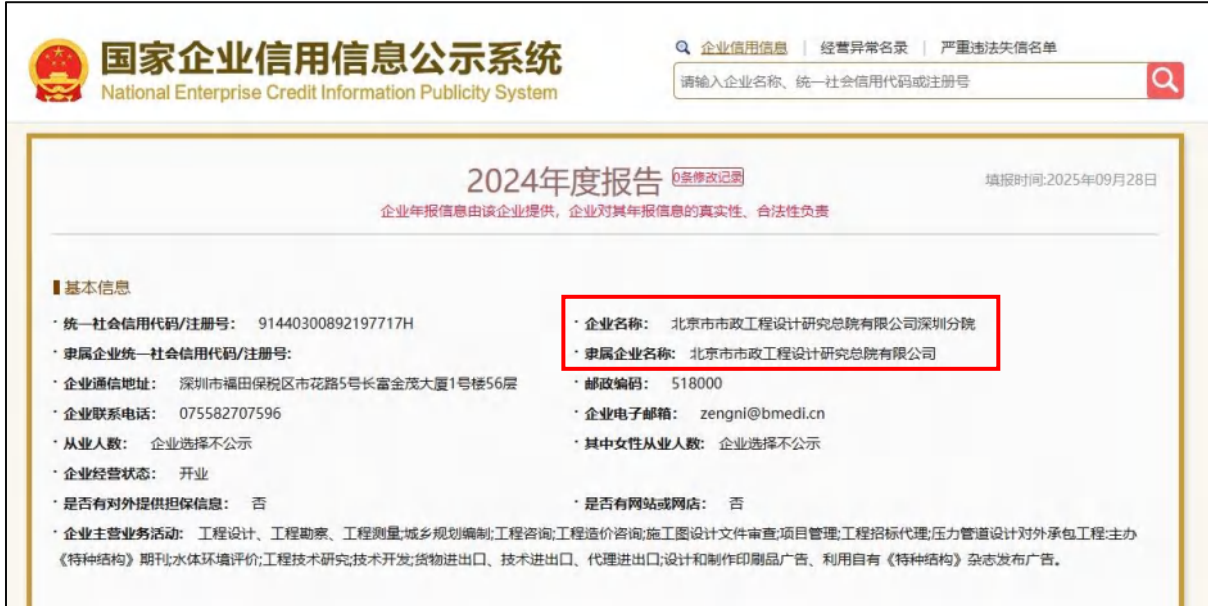 国家企业信用信息公示系统
National Enterprise Credit Information Publicity System
企业信用信息 | 经营异常名录 | 严重违法失信名单
请输入企业名称、统一社会信用代码或注册号
2024年度报告 0条修改记录
填报时间:2025年09月28日
企业年报信息由该企业提供，企业对其年报信息的真实性、合法性负责
基本信息
· 统一社会信用代码/注册号： 91440300892197717H
· 企业名称： 北京市市政工程设计研究总院有限公司深圳分院
· 隶属企业统一社会信用代码/注册号:
· 隶属企业名称: 北京市市政工程设计研究总院有限公司
· 企业通信地址： 深圳市福田保税区市花路5号长富金茂大厦1号楼56层
· 邮政编码： 518000
· 企业联系电话： 075582707596
· 企业电子邮箱： zengni@bmedi.cn
· 从业人数： 企业选择不公示
· 其中女性从业人数: 企业选择不公示
· 企业经营状态： 开业
· 是否有对外提供担保信息： 否
· 是否有网站或网店： 否
· 企业主营业务活动: 工程设计、工程勘察、工程测量;城乡规划编制;工程咨询;工程造价咨询;施工图设计文件审查;项目管理;工程招标代理;压力管道设计对外承包工程:主办
《特种结构》期刊;水体环境评价;工程技术研究;技术开发;货物进出口、技术进出口、代理进出口;设计和制作印刷品广告、利用自有《特种结构》杂志发布广告。